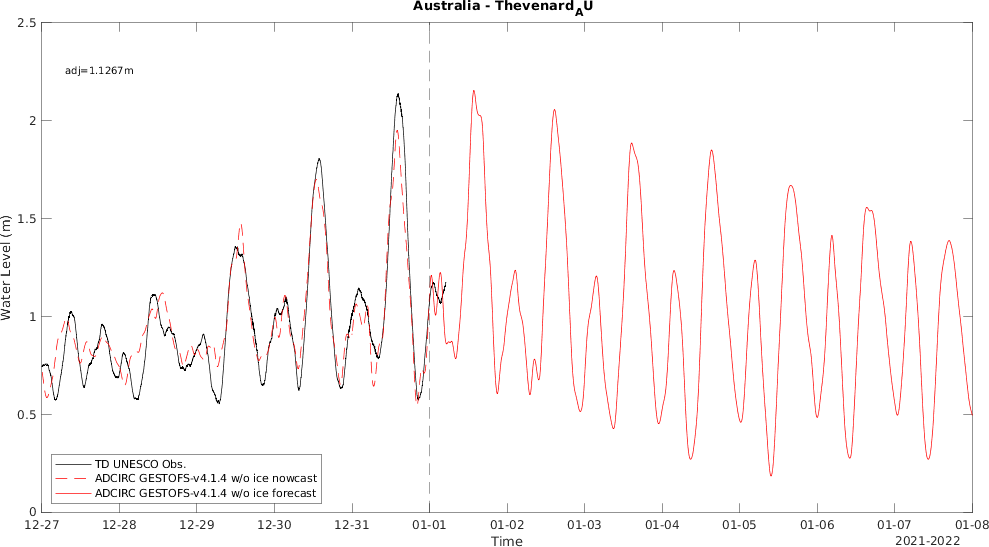 Australia - Thevenard_AU
2.5
2
1.5
1
0.5
0
Water Level (m)
adj=1.1267m
TD UNESCO Obs.
ADCIRC GESTOFS-v4.1.4 w/o ice nowcast
ADCIRC GESTOFS-v4.1.4 w/o ice forecast
12-27 12-28 12-29 12-30 12-31 01-01 01-02 01-03 01-04 01-05 01-06 01-07 01-08
Time
2021-2022